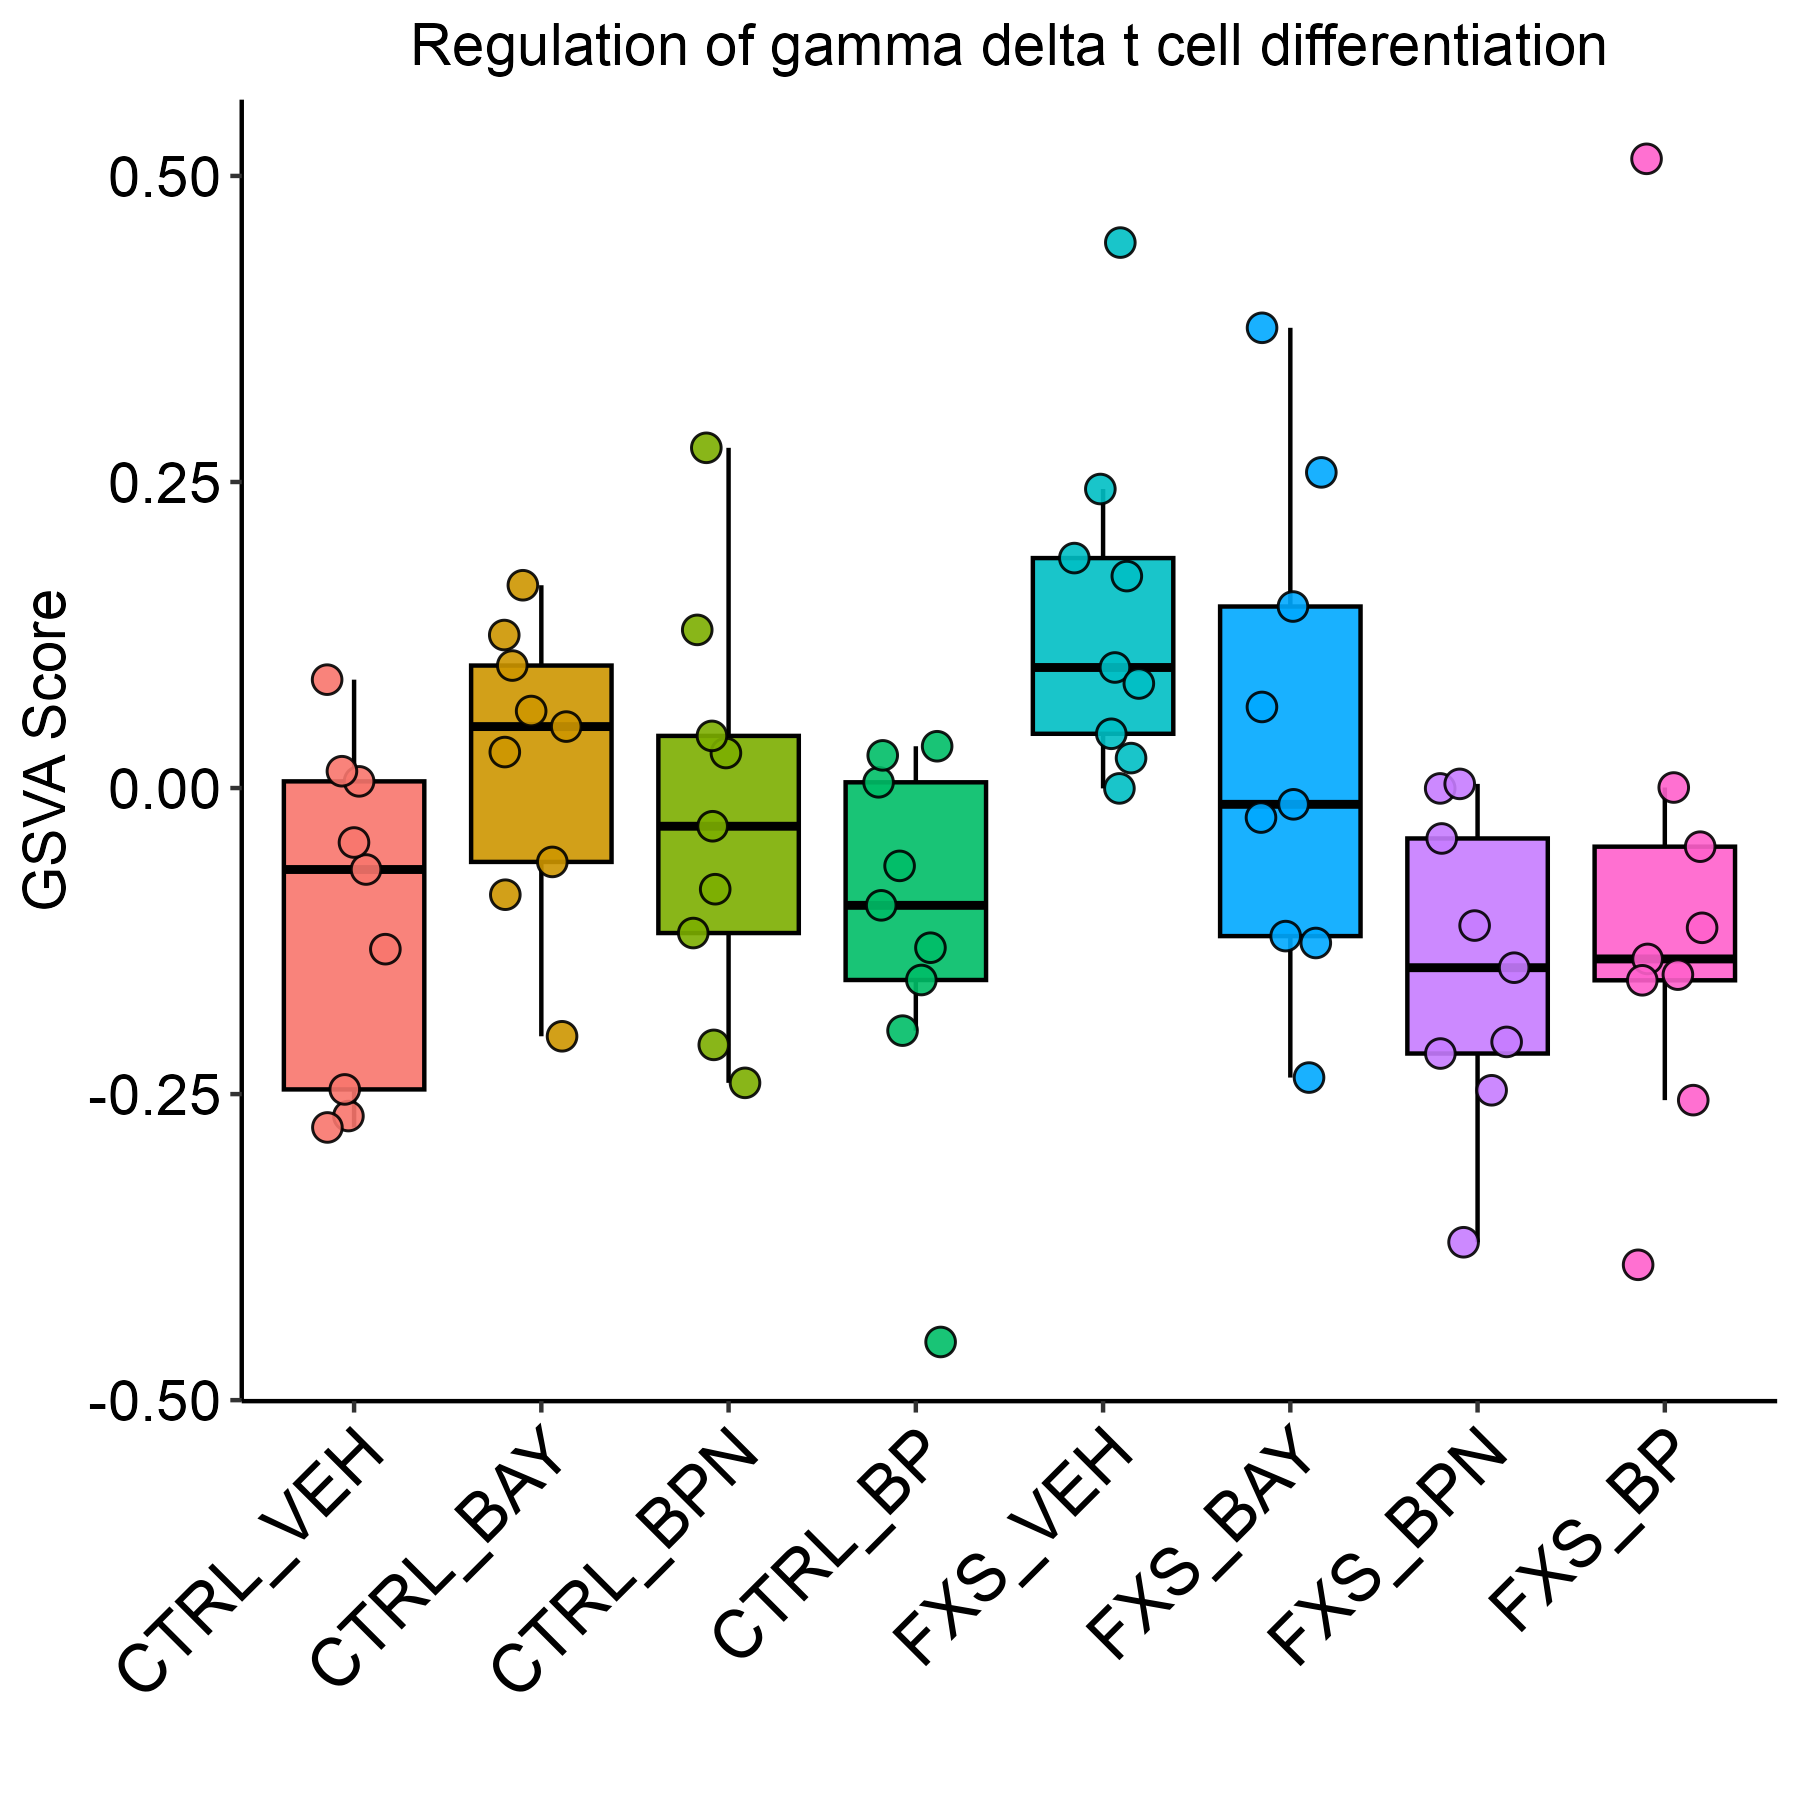 Regulation of gamma delta t cell differentiation
GSVA Score
0.50
0.25
0.00
-0.25
-0.50
CTRL_VEH
CTRL_BAY
CTRL_BPN
CTRL_BP
FXS_VEH
FXS_BAY
FXS_BPN
FXS_BP